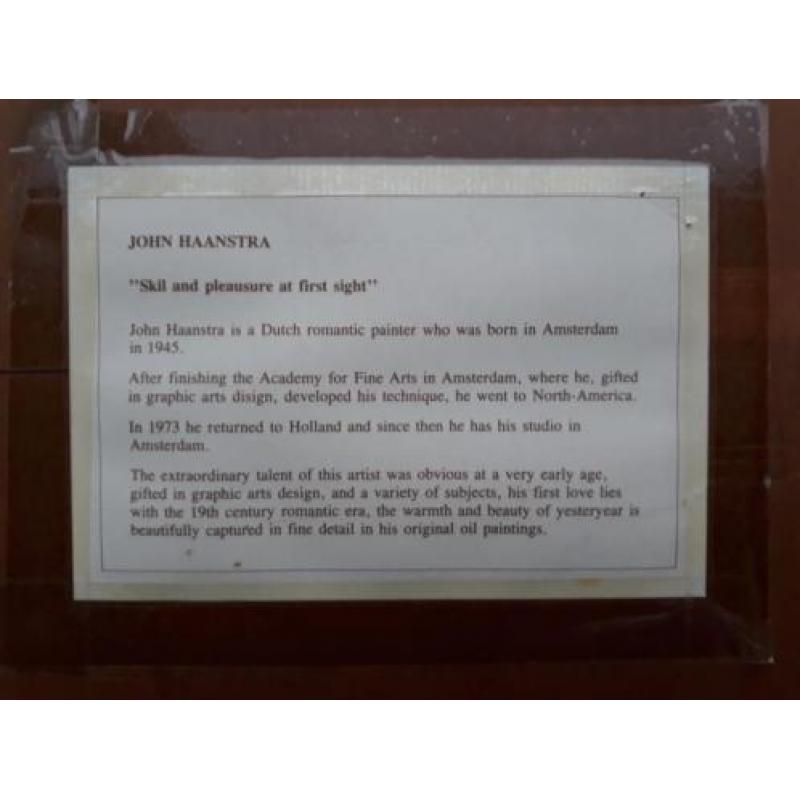 JOHN HAANSTRA
"Skil and pleausure at first sight"
John Haanstra is a Dutch romantic painter who was born in Amsterdam
in 1945.
After finishing the Academy for Fine Arts in Amsterdam, where he, gifted
in graphic arts disign, developed his technique, he went to North-America.
In 1973 he returned to Holland and since then he has his studio in
Amsterdam.
The extraordinary talent of this artist was obvious at a very early age,
gifted in graphic arts design, and a variety of subjects, his first love lies
with the 19th century romantic era, the warmth and beauty of yesteryear is
beautifully captured in fine detail in his original oil paintings.